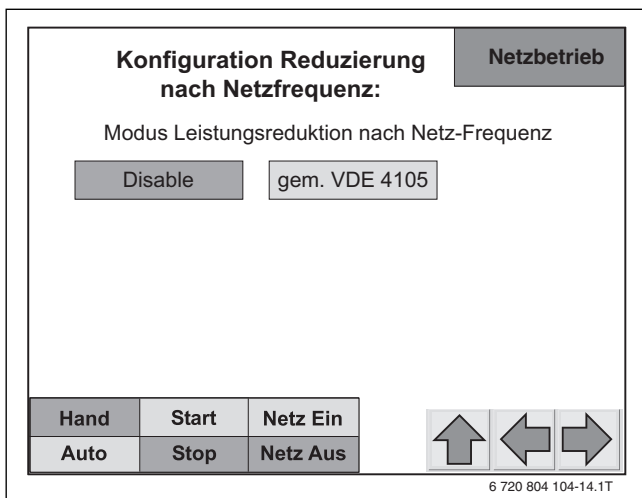 Konfiguration Reduzierung
nach Netzfrequenz:
Netzbetrieb
Modus Leistungsreduktion nach Netz-Frequenz
Disable
gem. VDE 4105
Hand Start Netz Ein
Auto Stop Netz Aus
6 720 804 104-14.1T